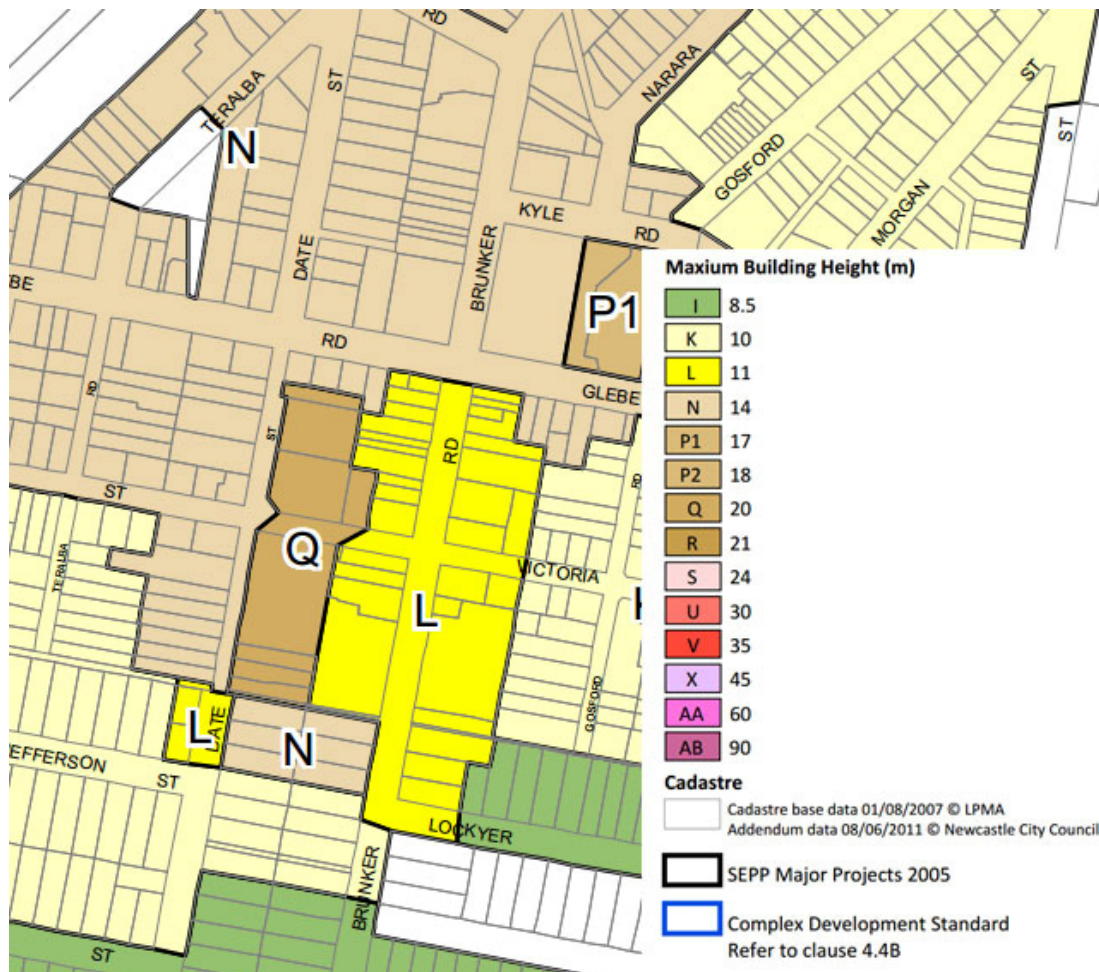 RD
NARARA
ST
TERALBA
N
GOSFORD
ST
ST
MORGAN
KYLE
RD
DATE
BRUNKER
BE
P1
RD
GLEBE
RD
ST
RD
RD
ST
Q
VICTORIA
TERALBA
L
GOSFORD
L
DATE
N
JEFFERSON
ST
LOCKYER
BRUNKER
ST
Maxium Building Height (m)
I 8.5
K 10
L 11
N 14
P1 17
P2 18
Q 20
R 21
S 24
U 30
V 35
X 45
AA 60
AB 90
Cadastre
Cadastre base data 01/08/2007 © LPMA
Addendum data 08/06/2011 © Newcastle City Council
SEPP Major Projects 2005
Complex Development Standard
Refer to clause 4.4B